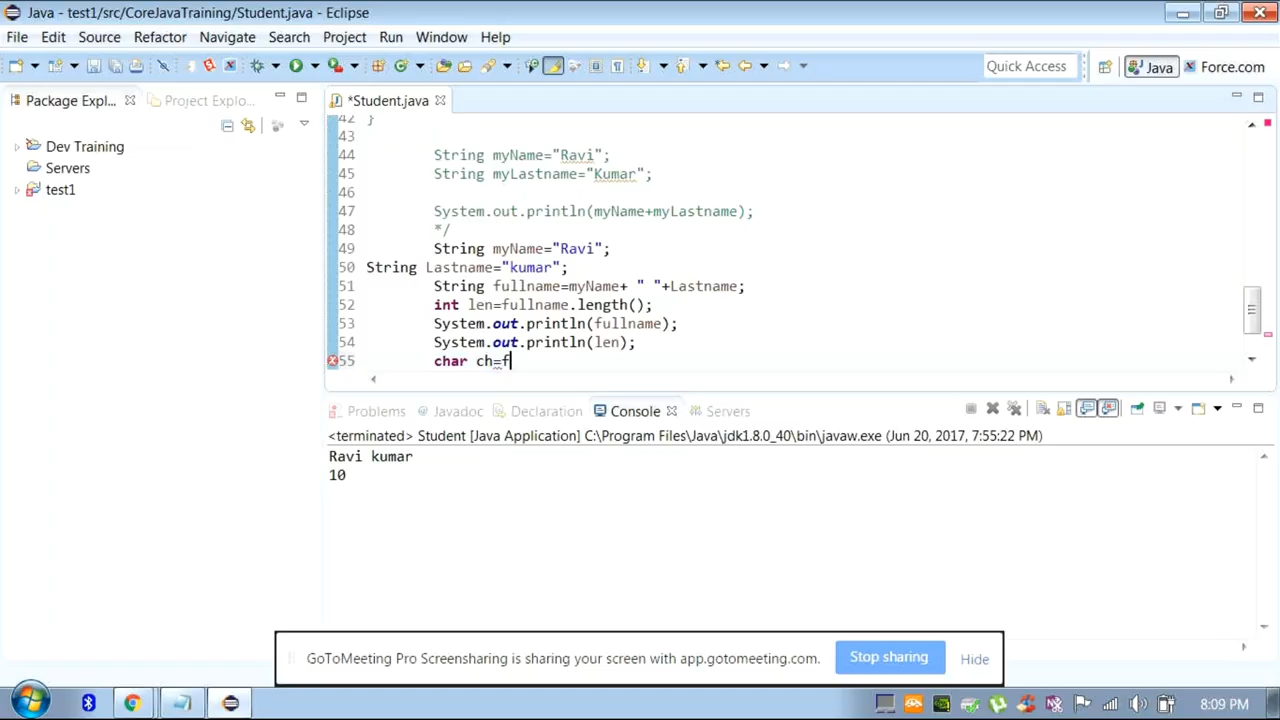 Java - test1/src/CoreJavaTraining/Student.java - Eclipse
File Edit Source Refactor Navigate Search Project Run Window Help
Quick Access Java Force.com
Package Expl... Project Explo... *Student.java
Dev Training
Servers
test1
42 }
43
44 String myName="Ravi";
45 String myLastname="Kumar";
46
47 System.out.println(myName+myLastname);
48 */
49 String myName="Ravi";
50 String Lastname="kumar";
51 String fullname=myName+ " "+Lastname;
52 int len=fullname.length();
53 System.out.println(fullname);
54 System.out.println(len);
55 char ch=f
Problems @ Javadoc Declaration Console Servers
<terminated> Student [Java Application] C:\Program Files\Java\jdk1.8.0_40\bin\javaw.exe (Jun 20, 2017, 7:55:22 PM)
Ravi kumar
10
GoToMeeting Pro Screensharing is sharing your screen with app.gotomeeting.com. Stop sharing Hide
8:09 PM